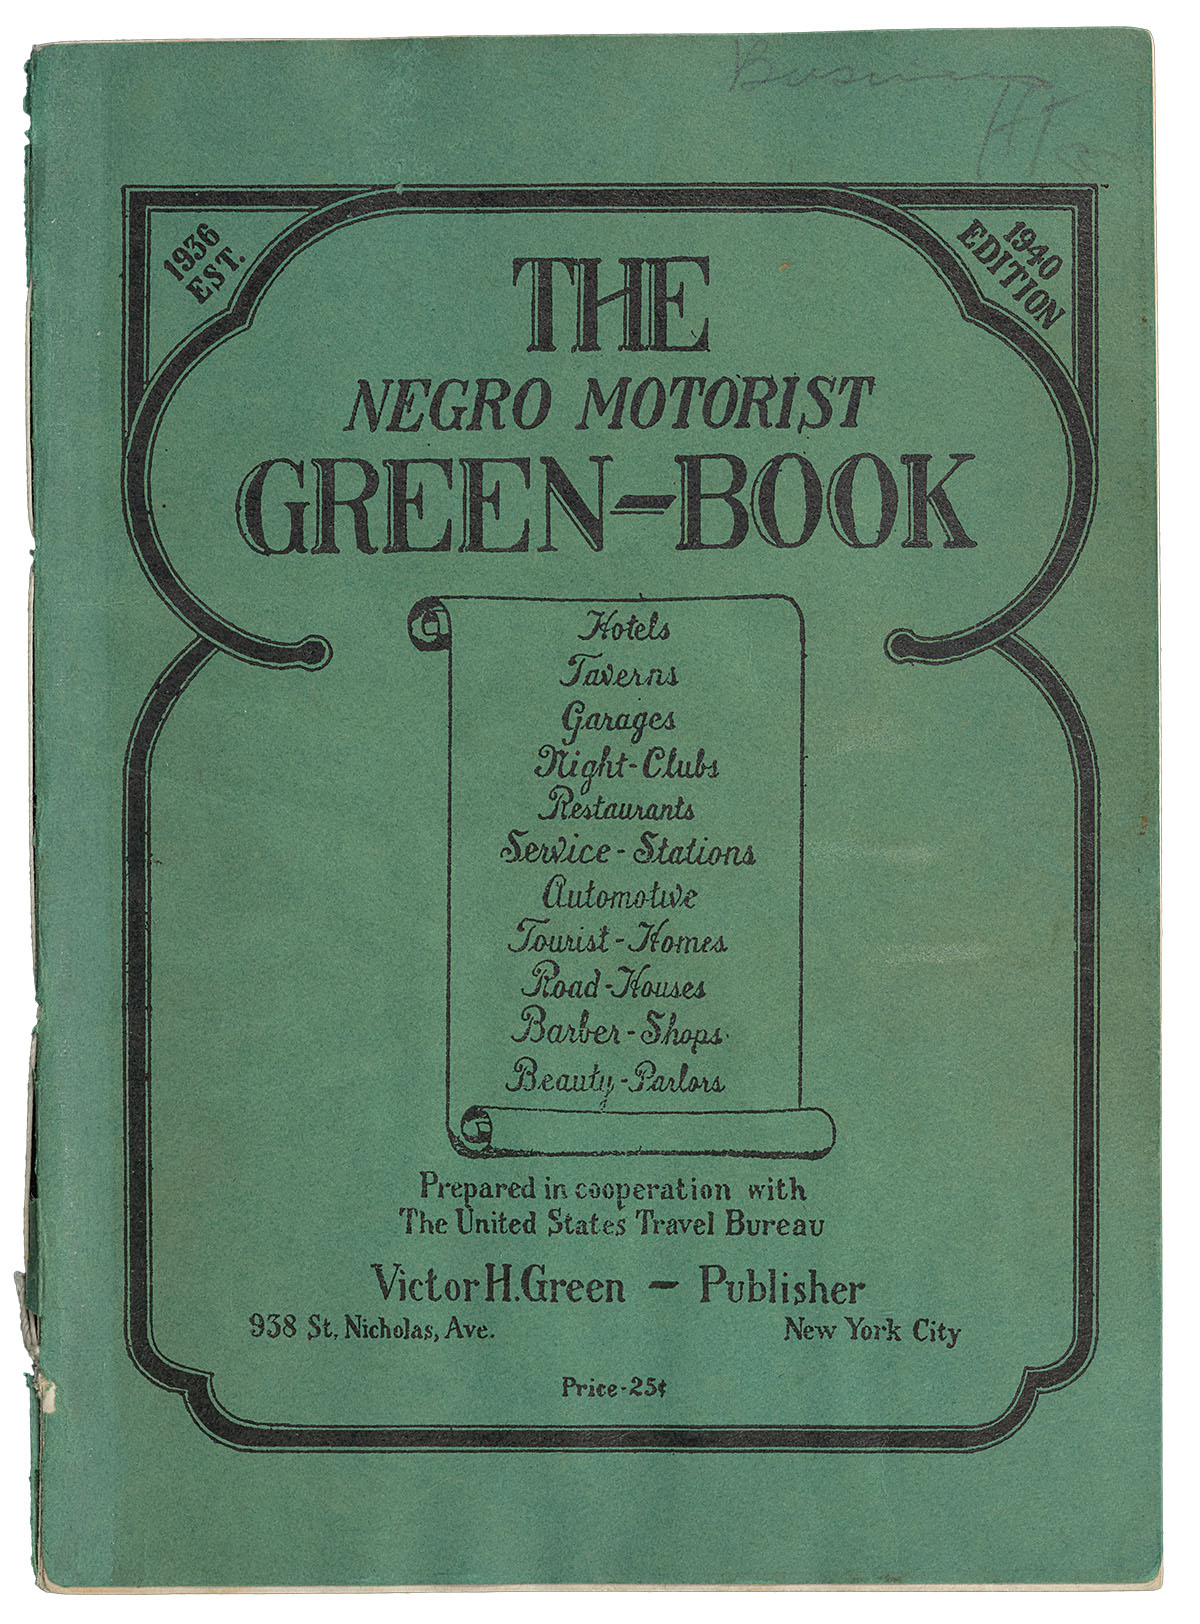 Business
1936
EST.
1940
EDITION
THE
NEGRO MOTORIST
GREEN-BOOK
Hotels
Taverns
Garages
Night-Clubs
Restaurants
Service-Stations
Automotive
Tourist-Homes
Road-Houses
Barber-Shops
Beauty-Parlors
Prepared in cooperation with
The United States Travel Bureau
Victor H. Green - Publisher
938 St. Nicholas, Ave. New York City
Price-25¢